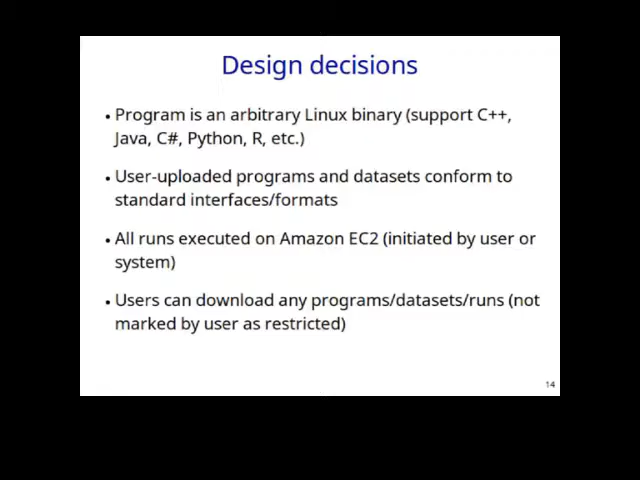 Design decisions
• Program is an arbitrary Linux binary (support C++,
Java, C#, Python, R, etc.)
• User-uploaded programs and datasets conform to
standard interfaces/formats
• All runs executed on Amazon EC2 (initiated by user or
system)
• Users can download any programs/datasets/runs (not
marked by user as restricted)
14